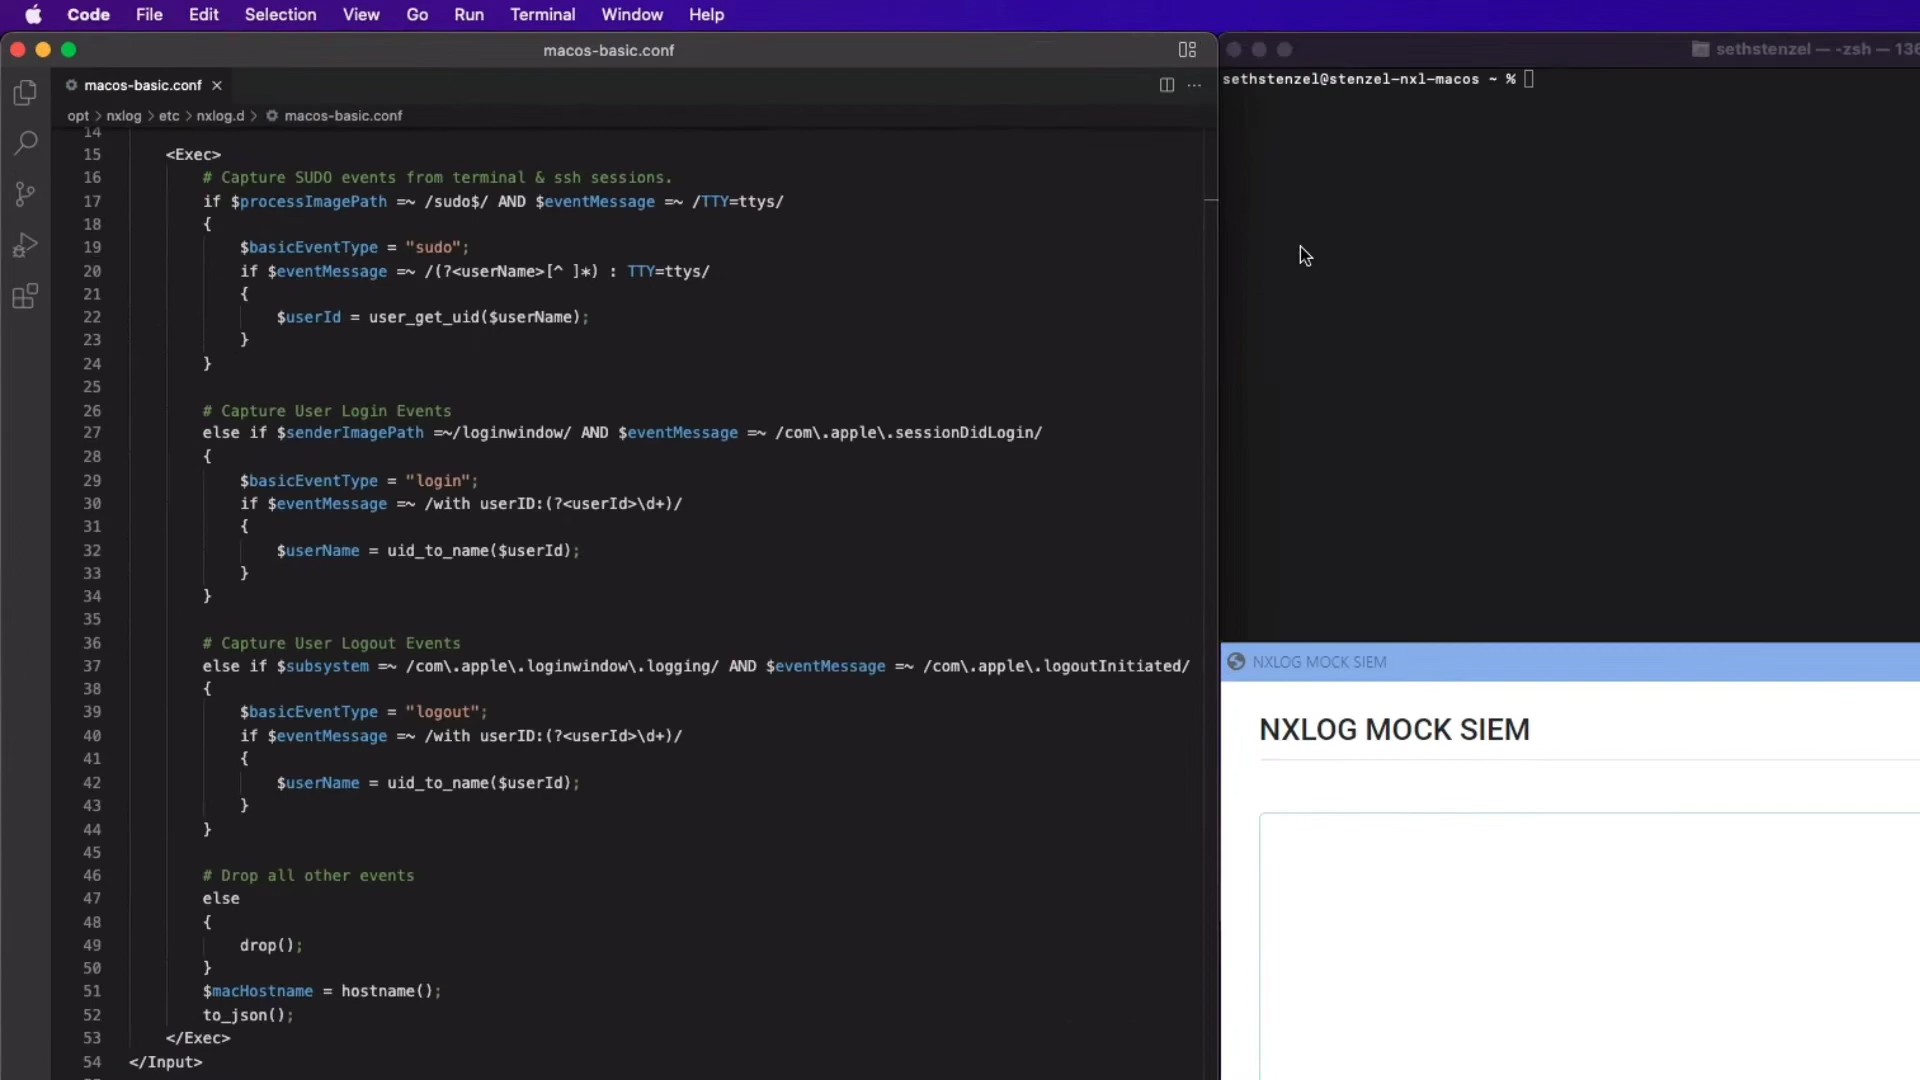 Code File Edit Selection View Go Run Terminal Window Help
macos-basic.conf
macos-basic.conf
opt > nxlog > etc > nxlog.d > macos-basic.conf
14
15 <Exec>
16 # Capture SUDO events from terminal & ssh sessions.
17 if $processImagePath =~ /sudo$/ AND $eventMessage =~ /TTY=ttys/
18 {
19 $basicEventType = "sudo";
20 if $eventMessage =~ /(?<userName>[^ ]*) : TTY=ttys/
21 {
22 $userId = user_get_uid($userName);
23 }
24 }
25
26 # Capture User Login Events
27 else if $senderImagePath =~/loginwindow/ AND $eventMessage =~ /com\.apple\.sessionDidLogin/
28 {
29 $basicEventType = "login";
30 if $eventMessage =~ /with userID:(?<userId>\d+)/
31 {
32 $userName = uid_to_name($userId);
33 }
34 }
35
36 # Capture User Logout Events
37 else if $subsystem =~ /com\.apple\.loginwindow\.logging/ AND $eventMessage =~ /com\.apple\.logoutInitiated/
38 {
39 $basicEventType = "logout";
40 if $eventMessage =~ /with userID:(?<userId>\d+)/
41 {
42 $userName = uid_to_name($userId);
43 }
44 }
45
46 # Drop all other events
47 else
48 {
49 drop();
50 }
51 $macHostname = hostname();
52 to_json();
53 </Exec>
54 </Input>
sethstenzel — -zsh — 136
sethstenzel@stenzel-nxl-macos ~ %
NXLOG MOCK SIEM
NXLOG MOCK SIEM